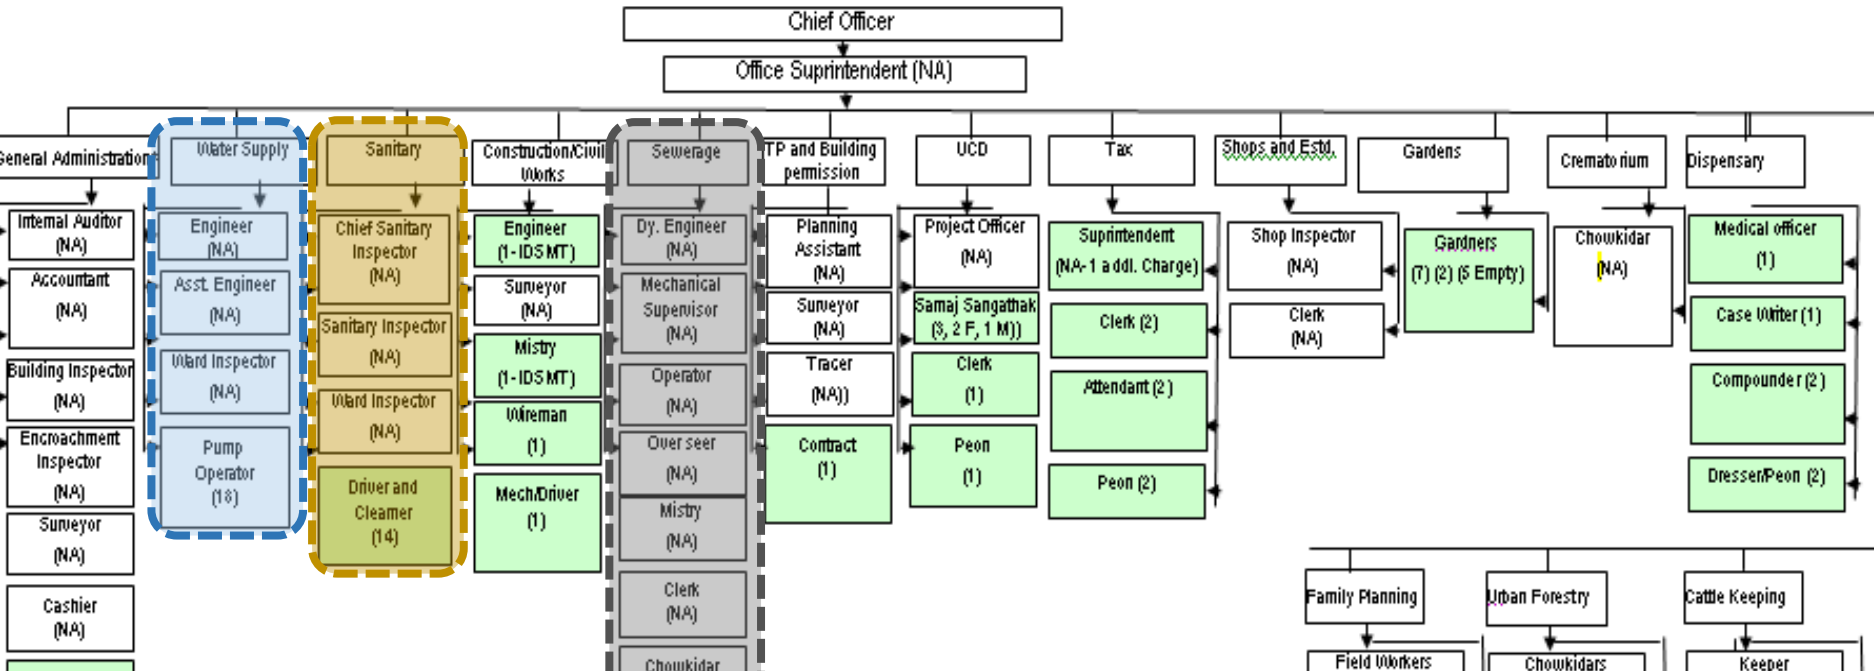 Chief Officer
Office Suprintendent (NA)
General Administration
Internal Auditor
(NA)
Accountant
(NA)
Building Inspector
(NA)
Encroachment
Inspector
(NA)
Surveyor
(NA)
Cashier
(NA)
Water Supply
Engineer
(NA)
Asst. Engineer
(NA)
Ward Inspector
(NA)
Pump
Operator
(18)
Sanitary
Chief Sanitary
Inspector
(NA)
Sanitary Inspector
(NA)
Ward Inspector
(NA)
Driver and
Cleamer
(14)
Construction/Civil
Works
Engineer
(1-IDSMT)
Surveyor
(NA)
Mistry
(1-IDSMT)
Wireman
(1)
Mech/Driver
(1)
Sewerage
Dy. Engineer
(NA)
Mechanical
Supervisor
(NA)
Operator
(NA)
Over seer
(NA)
Mistry
(NA)
Clerk
(NA)
Chowkidar
TP and Building
permission
Planning
Assistant
(NA)
Surveyor
(NA)
Tracer
(NA))
Contract
(1)
UCD
Project Officer
(NA)
Samaj Sangathak
(3, 2 F, 1 M))
Clerk
(1)
Peon
(1)
Tax
Suprintendent
(NA-1 addl. Charge)
Clerk (2)
Attendant (2)
Peon (2)
Shops and Estd,
Shop Inspector
(NA)
Clerk
(NA)
Gardens
Gardners
(7) (2) (5 Empty)
Crematorium
Chowkidar
(NA)
Dispensary
Medical officer
(1)
Case Writer (1)
Compounder (2)
Dresser/Peon (2)
Family Planning
Field Workers
Urban Forestry
Chowkidars
Cattle Keeping
Keeper